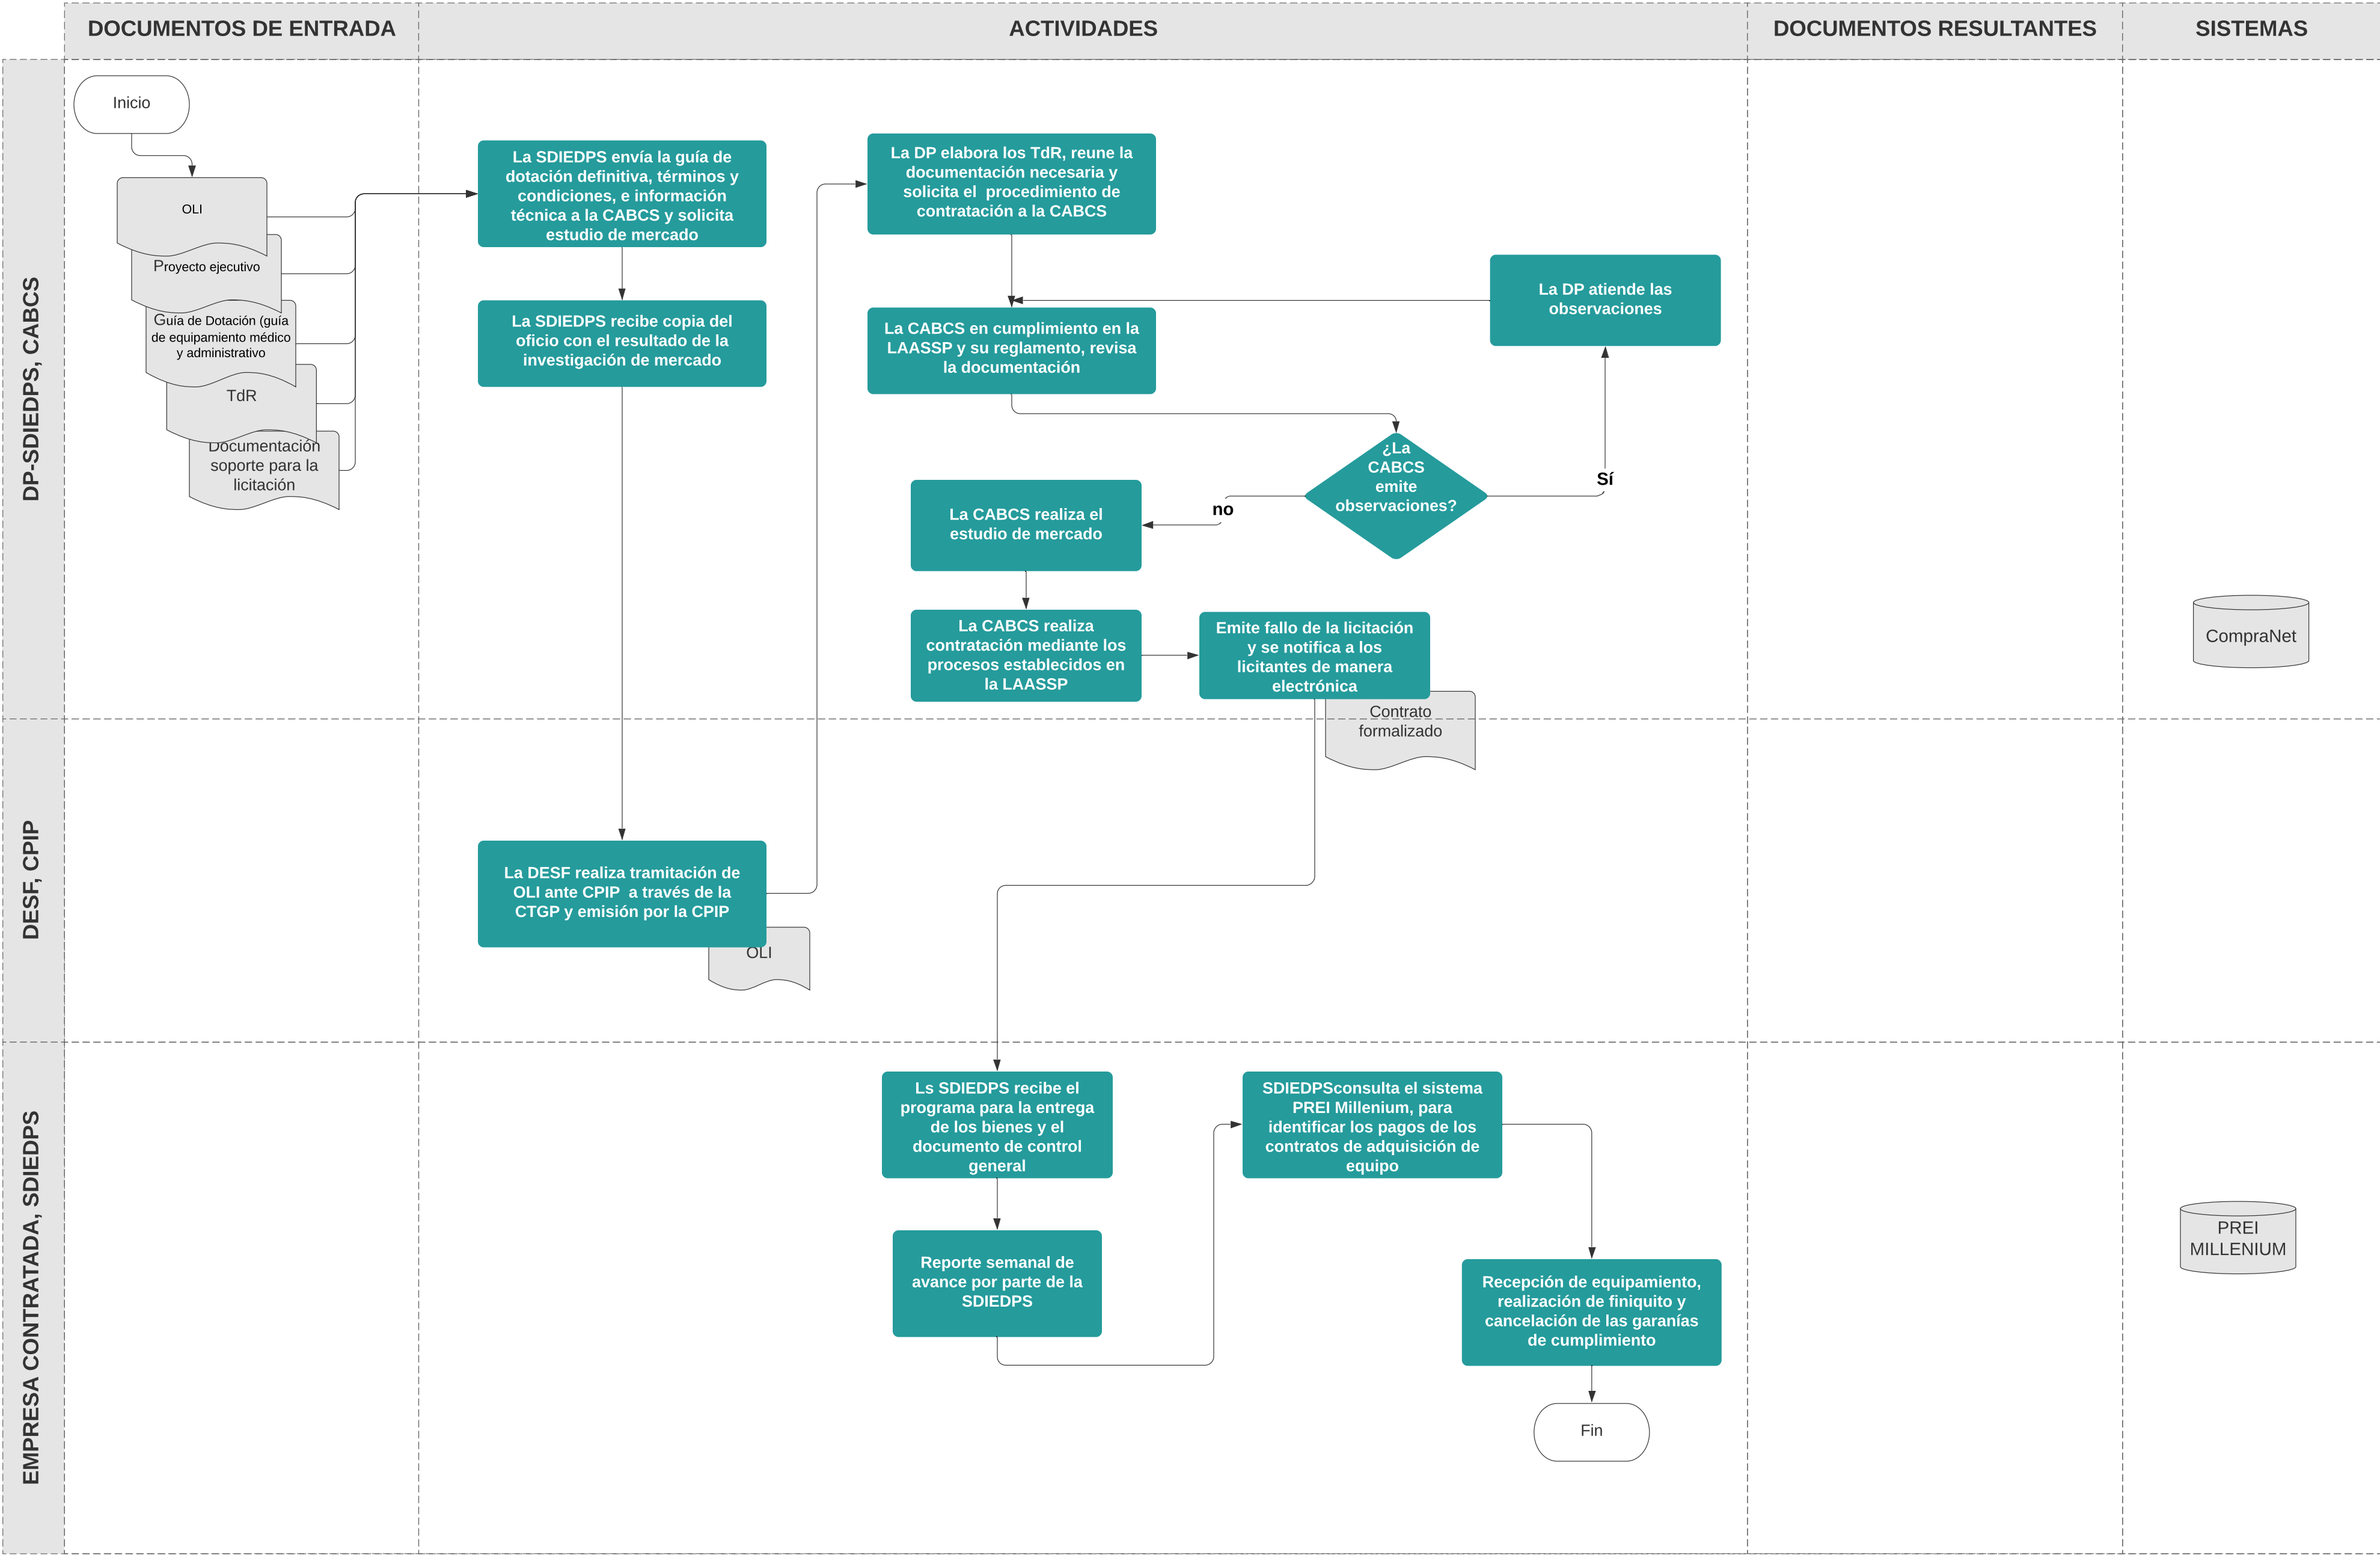 DOCUMENTOS DE ENTRADA
ACTIVIDADES
DOCUMENTOS RESULTANTES
SISTEMAS
DP-SDIEDPS, CABCS
Inicio
OLI
Proyecto ejecutivo
Guía de Dotación (guía
de equipamiento médico
y administrativo
TdR
Documentación
soporte para la
licitación
La SDIEDPS envía la guía de
dotación definitiva, términos y
condiciones, e información
técnica a la CABCS y solicita
estudio de mercado
La SDIEDPS recibe copia del
oficio con el resultado de la
investigación de mercado
La DP elabora los TdR, reune la
documentación necesaria y
solicita el procedimiento de
contratación a la CABCS
La CABCS en cumplimiento en la
LAASSP y su reglamento, revisa
la documentación
La DP atiende las
observaciones
¿La
CABCS
emite
observaciones?
Sí
no
La CABCS realiza el
estudio de mercado
La CABCS realiza
contratación mediante los
procesos establecidos en
la LAASSP
Emite fallo de la licitación
y se notifica a los
licitantes de manera
electrónica
Contrato
formalizado
CompraNet
DESF, CPIP
La DESF realiza tramitación de
OLI ante CPIP a través de la
CTGP y emisión por la CPIP
OLI
EMPRESA CONTRATADA, SDIEDPS
Ls SDIEDPS recibe el
programa para la entrega
de los bienes y el
documento de control
general
Reporte semanal de
avance por parte de la
SDIEDPS
SDIEDPSconsulta el sistema
PREI Millenium, para
identificar los pagos de los
contratos de adquisición de
equipo
Recepción de equipamiento,
realización de finiquito y
cancelación de las garanías
de cumplimiento
Fin
PREI
MILLENIUM